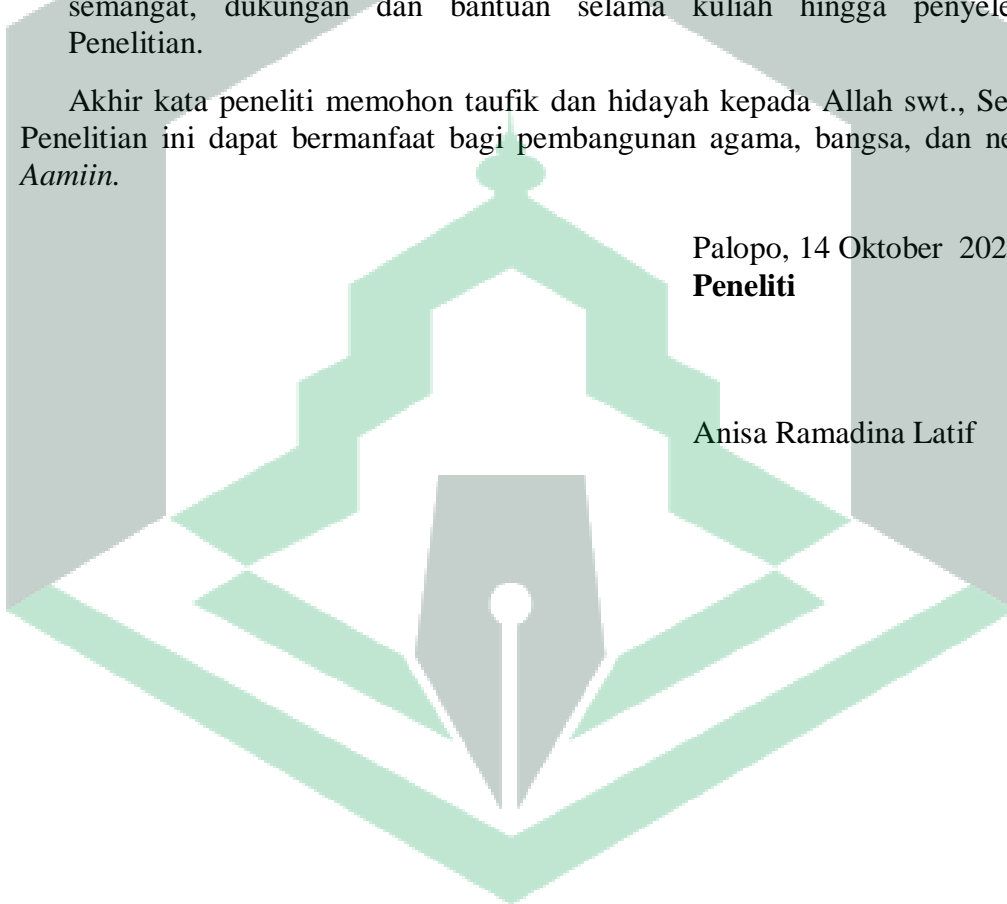 semangat, dukungan dan bantuan selama kuliah hingga
Penelitian.
Akhir kata peneliti memohon taufik dan hidayah kepada Allah swt.,
Penelitian ini dapat bermanfaat bagi pembangunan agama, bangsa, dan
Aamiin.
Palopo, 14 Oktober
Peneliti
Anisa Ramadina Latif